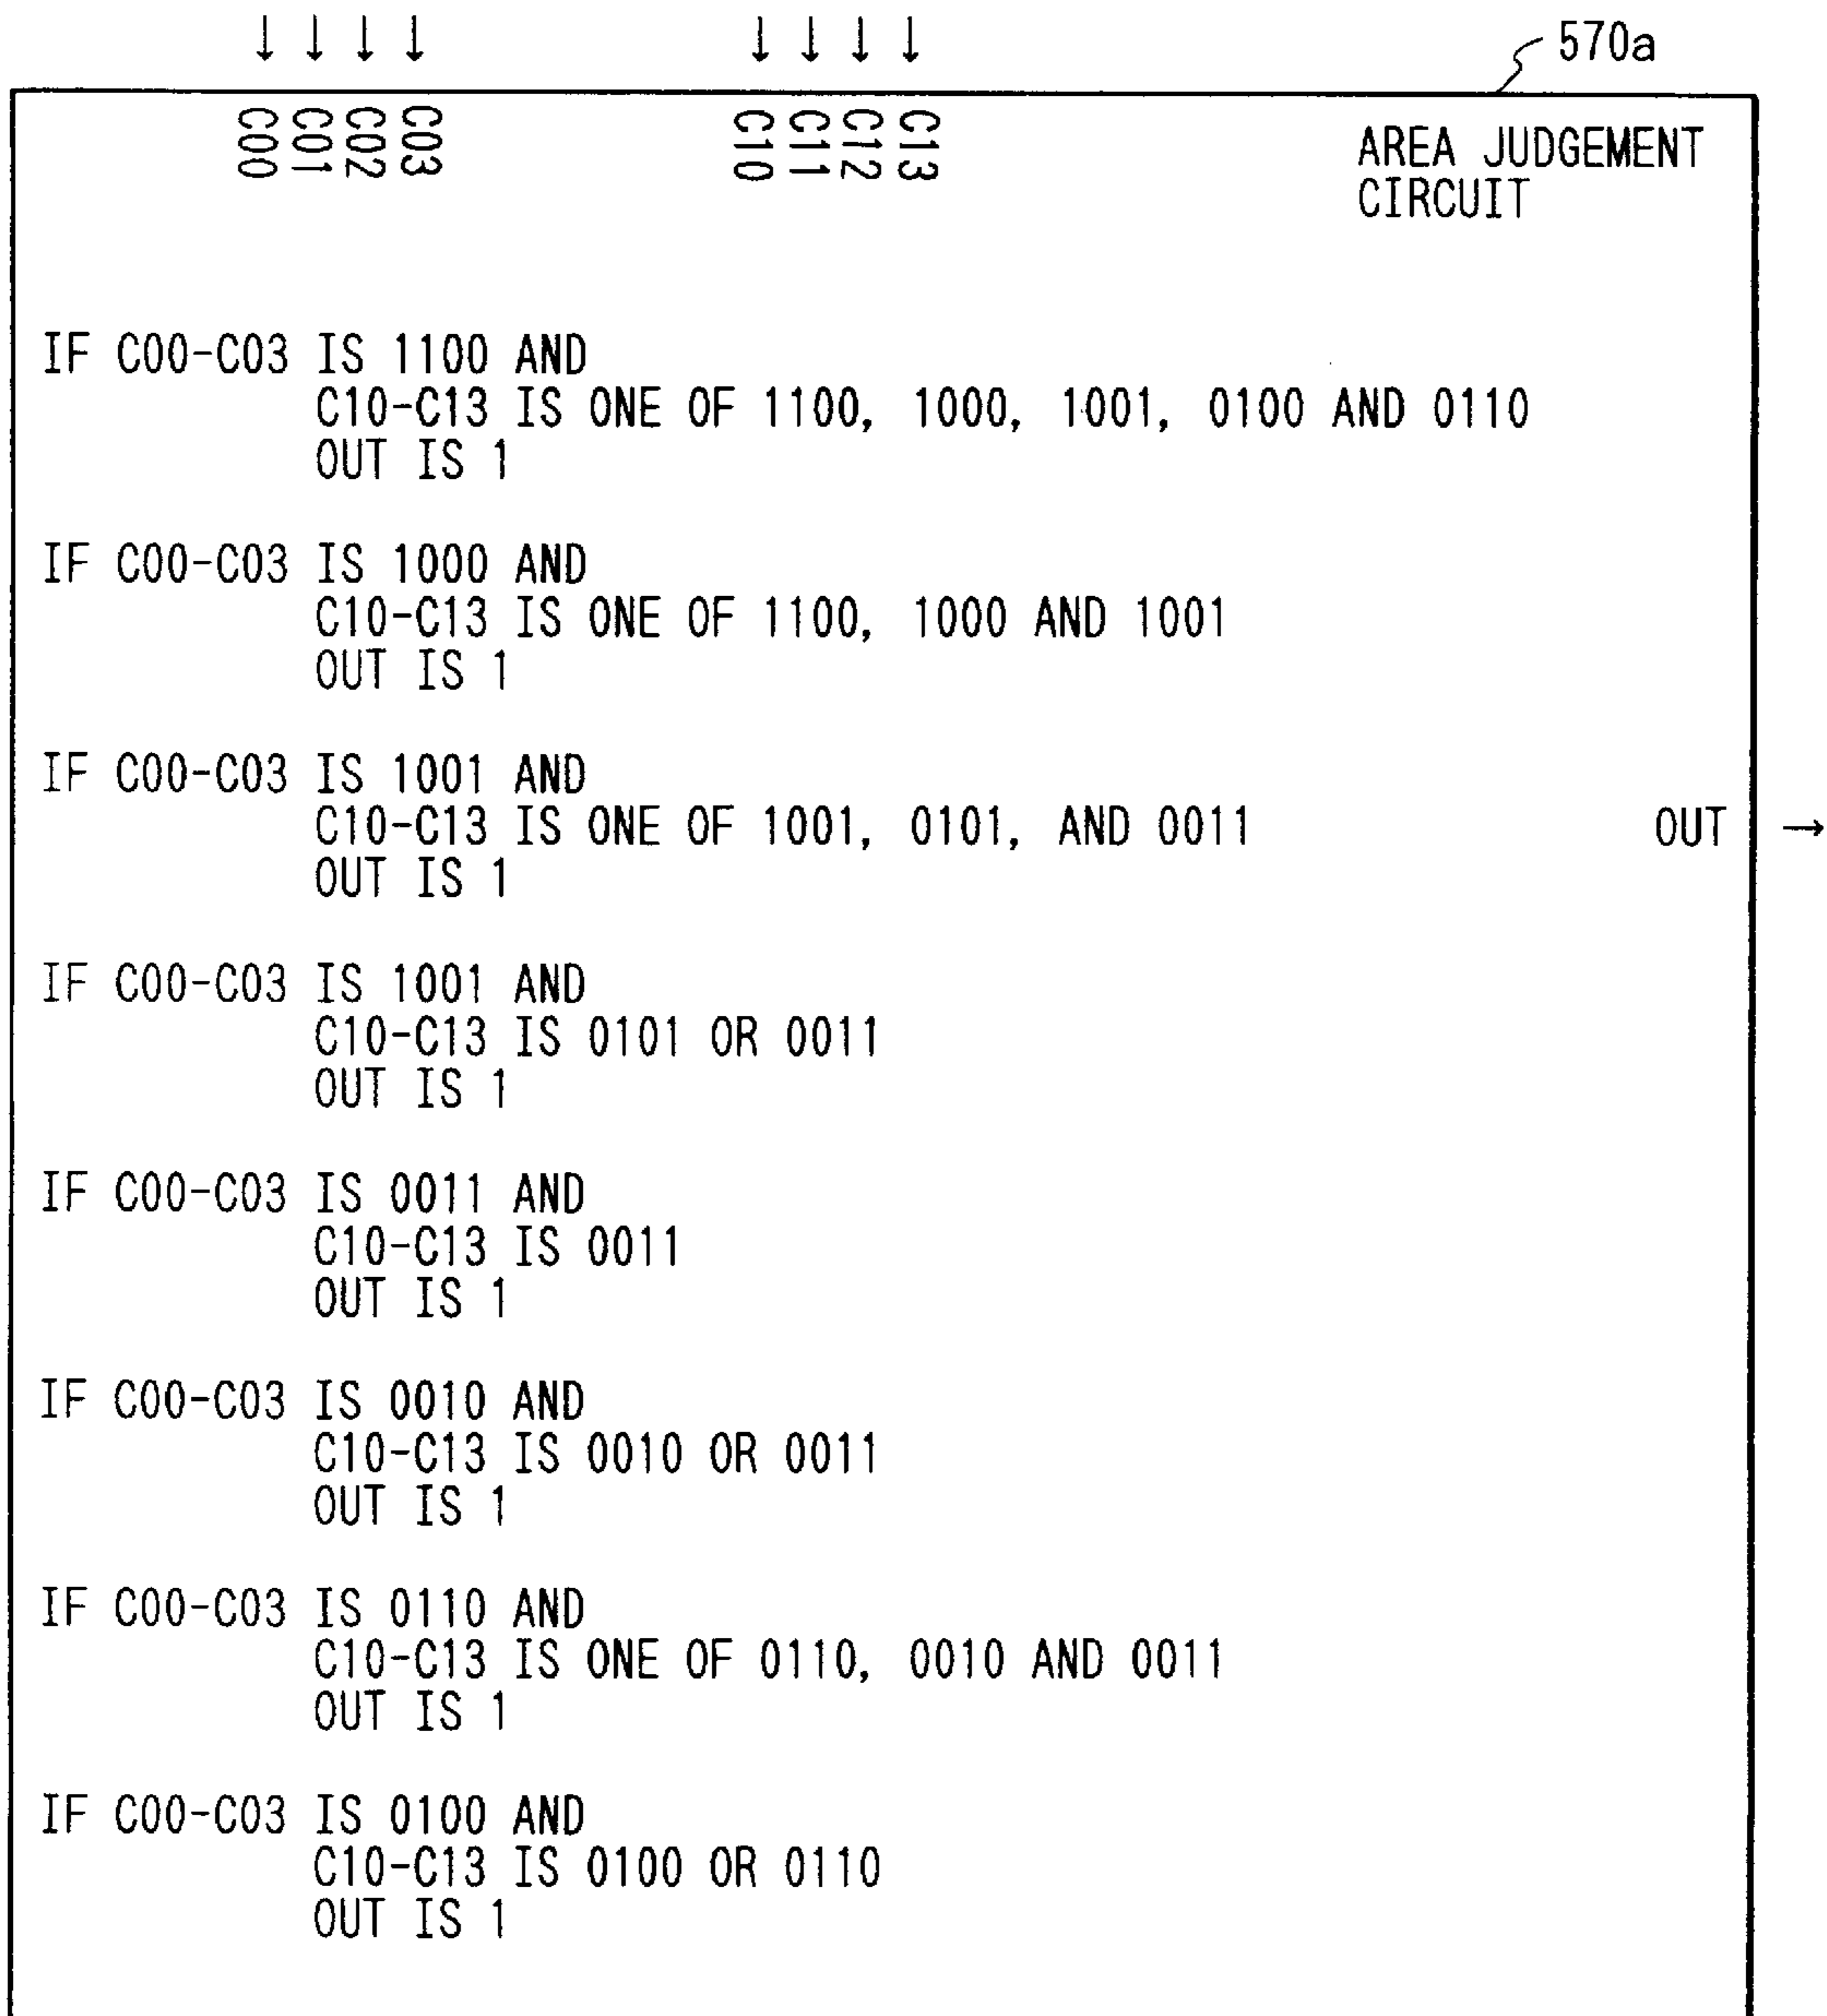 ↓ ↓ ↓ ↓ ↓ ↓ ↓ ↓
570a
C00 C01 C02 C03 C10 C11 C12 C13
AREA JUDGEMENT
CIRCUIT
IF C00-C03 IS 1100 AND
C10-C13 IS ONE OF 1100, 1000, 1001, 0100 AND 0110
OUT IS 1
IF C00-C03 IS 1000 AND
C10-C13 IS ONE OF 1100, 1000 AND 1001
OUT IS 1
IF C00-C03 IS 1001 AND
C10-C13 IS ONE OF 1001, 0101, AND 0011
OUT →
OUT IS 1
IF C00-C03 IS 1001 AND
C10-C13 IS 0101 OR 0011
OUT IS 1
IF C00-C03 IS 0011 AND
C10-C13 IS 0011
OUT IS 1
IF C00-C03 IS 0010 AND
C10-C13 IS 0010 OR 0011
OUT IS 1
IF C00-C03 IS 0110 AND
C10-C13 IS ONE OF 0110, 0010 AND 0011
OUT IS 1
IF C00-C03 IS 0100 AND
C10-C13 IS 0100 OR 0110
OUT IS 1